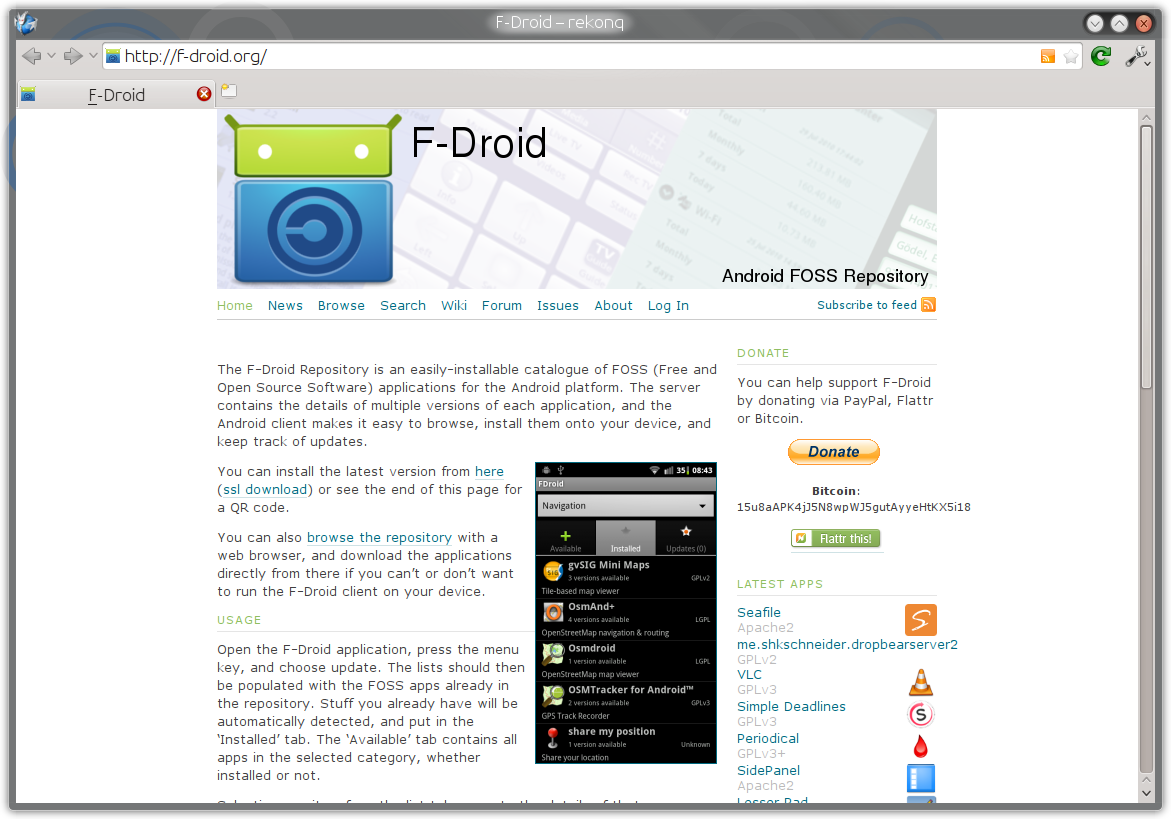 F-Droid – rekonq
http://f-droid.org/
F-Droid
F-Droid
Android FOSS Repository
Home News Browse Search Wiki Forum Issues About Log In
Subscribe to feed
The F-Droid Repository is an easily-installable catalogue of FOSS (Free and
Open Source Software) applications for the Android platform. The server
contains the details of multiple versions of each application, and the
Android client makes it easy to browse, install them onto your device, and
keep track of updates.
You can install the latest version from here
(ssl download) or see the end of this page for
a QR code.
You can also browse the repository with a
web browser, and download the applications
directly from there if you can’t or don’t want
to run the F-Droid client on your device.
USAGE
Open the F-Droid application, press the menu
key, and choose update. The lists should then
be populated with the FOSS apps already in
the repository. Stuff you already have will be
automatically detected, and put in the
‘Installed’ tab. The ‘Available’ tab contains all
apps in the selected category, whether
installed or not.
35 08:43
FDroid
Navigation
Available Installed Updates (0)
gvSIG Mini Maps
3 versions available GPLv2
Tile-based map viewer
OsmAnd+
4 versions available LGPL
OpenStreetMap navigation & routing
Osmdroid
1 version available LGPL
OpenStreetMap map viewer
OSMTracker for Android™
2 versions available GPLv3
GPS Track Recorder
share my position
1 version available Unknown
Share your location
DONATE
You can help support F-Droid
by donating via PayPal, Flattr
or Bitcoin.
Donate
Bitcoin:
15u8aAPK4jJ5N8wpWJ5gutAyyeHtKX5i18
Flattr this!
LATEST APPS
Seafile
Apache2
me.shkschneider.dropbearserver2
GPLv2
VLC
GPLv3
Simple Deadlines
GPLv3
Periodical
GPLv3+
SidePanel
Apache2
Lesser Pad